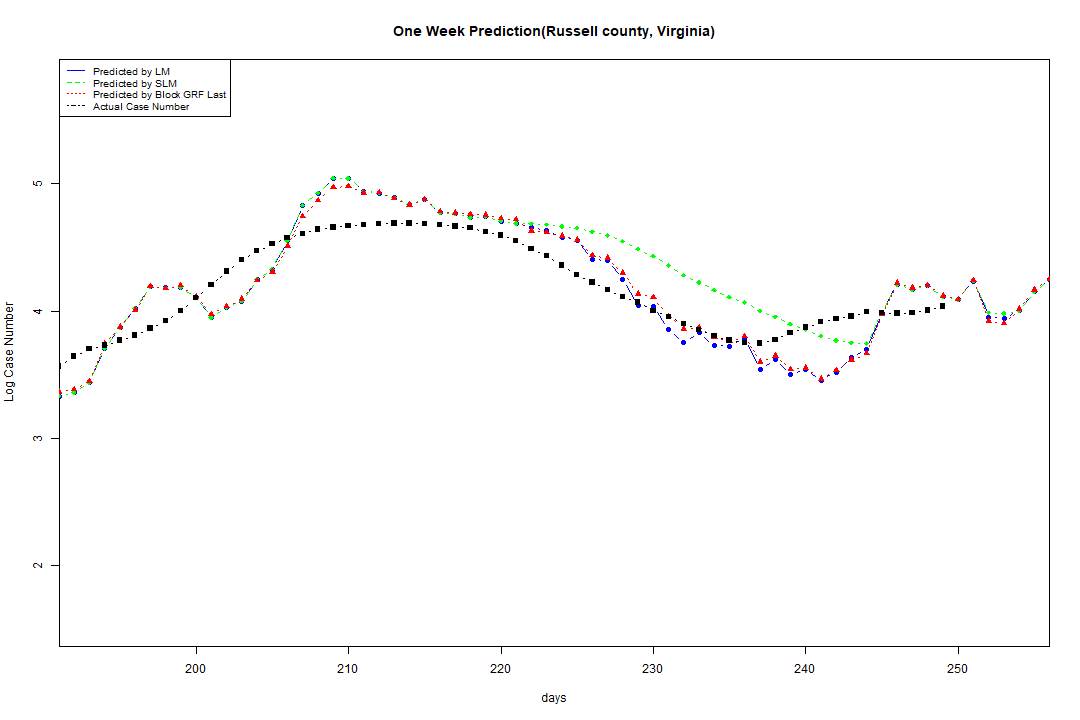 One Week Prediction(Russell county, Virginia)
Predicted by LM
Predicted by SLM
Predicted by Block GRF Last
Actual Case Number
Log Case Number
5
4
3
2
200 210 220 230 240 250
days